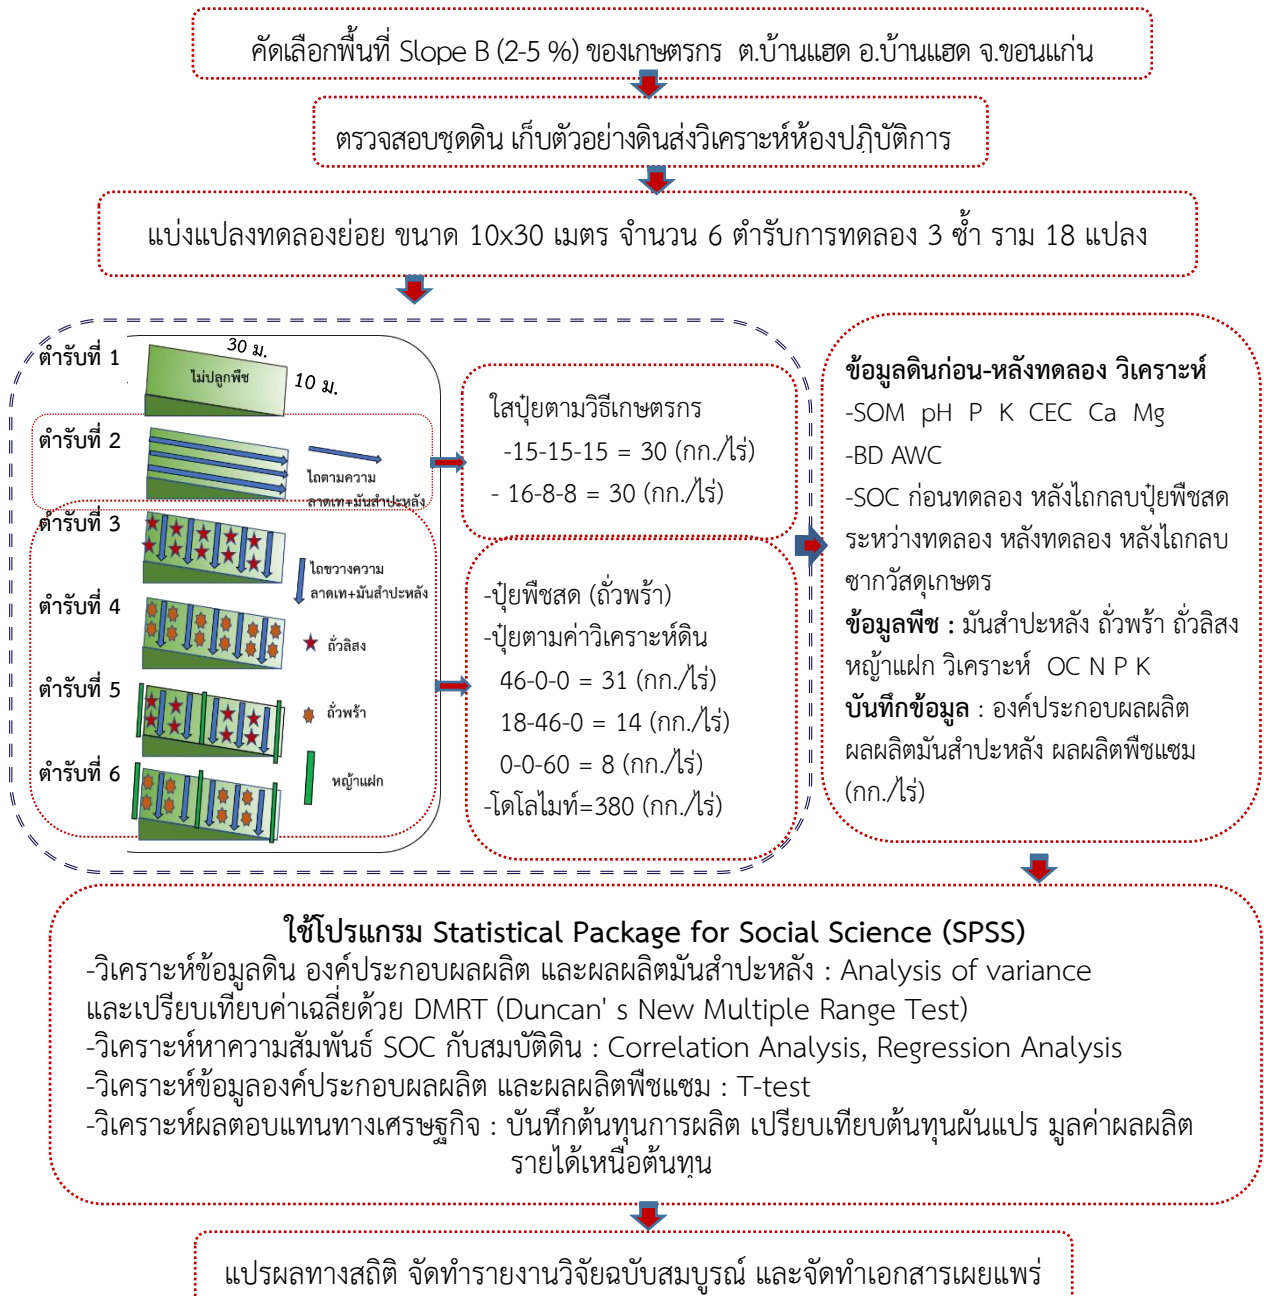 คัดเลือกพื้นที่ Slope B (2-5 %) ของเกษตรกร ต.บ้านแฮด อ.บ้านแฮด จ.ขอนแก่น
ตรวจสอบชุดดิน เก็บตัวอย่างดินส่งวิเคราะห์ห้องปฏิบัติการ
แบ่งแปลงทดลองย่อย ขนาด 10x30 เมตร จำนวน 6 ตำรับการทดลอง 3 ซ้ำ ราม 18 แปลง
ตำรับที่ 1
30 ม.
ไม่ปลูกพืช
10 ม.
ตำรับที่ 2
ไถตามความ
ลาดเท+มันสำปะหลัง
ตำรับที่ 3
ไถขวางความ
ลาดเท+มันสำปะหลัง
ตำรับที่ 4
ถั่วลิสง
ตำรับที่ 5
ถั่วพร้า
ตำรับที่ 6
หญ้าแฝก
ใสปุ๋ยตามวิธีเกษตรกร
-15-15-15 = 30 (กก./ไร่)
- 16-8-8 = 30 (กก./ไร่)
-ปุ๋ยพืชสด (ถั่วพร้า)
-ปุ๋ยตามค่าวิเคราะห์ดิน
46-0-0 = 31 (กก./ไร่)
18-46-0 = 14 (กก./ไร่)
0-0-60 = 8 (กก./ไร่)
-โดโลไมท์=380 (กก./ไร่)
ข้อมูลดินก่อน-หลังทดลอง วิเคราะห์
-SOM pH P K CEC Ca Mg
-BD AWC
-SOC ก่อนทดลอง หลังไถกลบปุ๋ยพืชสด
ระหว่างทดลอง หลังทดลอง หลังไถกลบ
ซากวัสดุเกษตร
ข้อมูลพืช : มันสำปะหลัง ถั่วพร้า ถั่วลิสง
หญ้าแฝก วิเคราะห์ OC N P K
บันทึกข้อมูล : องค์ประกอบผลผลิต
ผลผลิตมันสำปะหลัง ผลผลิตพืชแซม
(กก./ไร่)
ใช้โปรแกรม Statistical Package for Social Science (SPSS)
-วิเคราะห์ข้อมูลดิน องค์ประกอบผลผลิต และผลผลิตมันสำปะหลัง : Analysis of variance
และเปรียบเทียบค่าเฉลี่ยด้วย DMRT (Duncan' s New Multiple Range Test)
-วิเคราะห์หาความสัมพันธ์ SOC กับสมบัติดิน : Correlation Analysis, Regression Analysis
-วิเคราะห์ข้อมูลองค์ประกอบผลผลิต และผลผลิตพืชแซม : T-test
-วิเคราะห์ผลตอบแทนทางเศรษฐกิจ : บันทึกต้นทุนการผลิต เปรียบเทียบต้นทุนผันแปร มูลค่าผลผลิต
รายได้เหนือต้นทุน
แปรผลทางสถิติ จัดทำรายงานวิจัยฉบับสมบูรณ์ และจัดทำเอกสารเผยแพร่